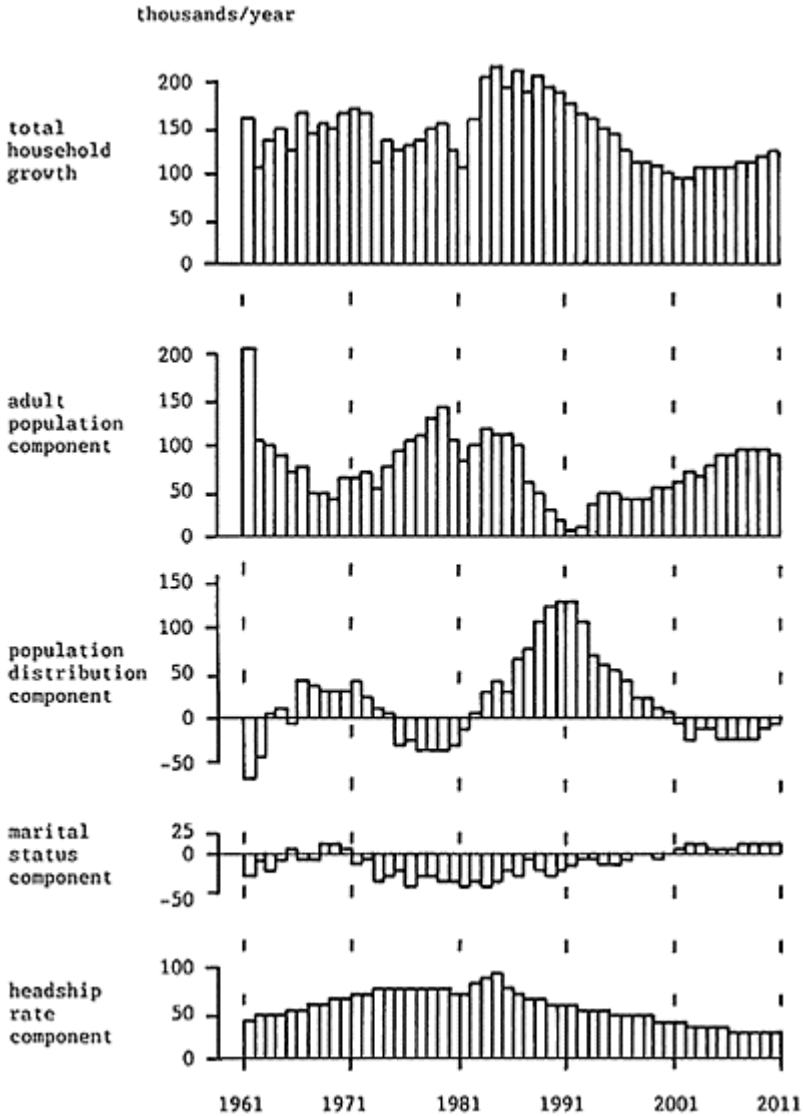 thousands/year
200
150
100
50
0
total
household
growth
200
150
100
50
0
adult
population
component
150
100
50
0
-50
population
distribution
component
25
0
-50
marital
status
component
100
50
0
headship
rate
component
1961 1971 1981 1991 2001 2011